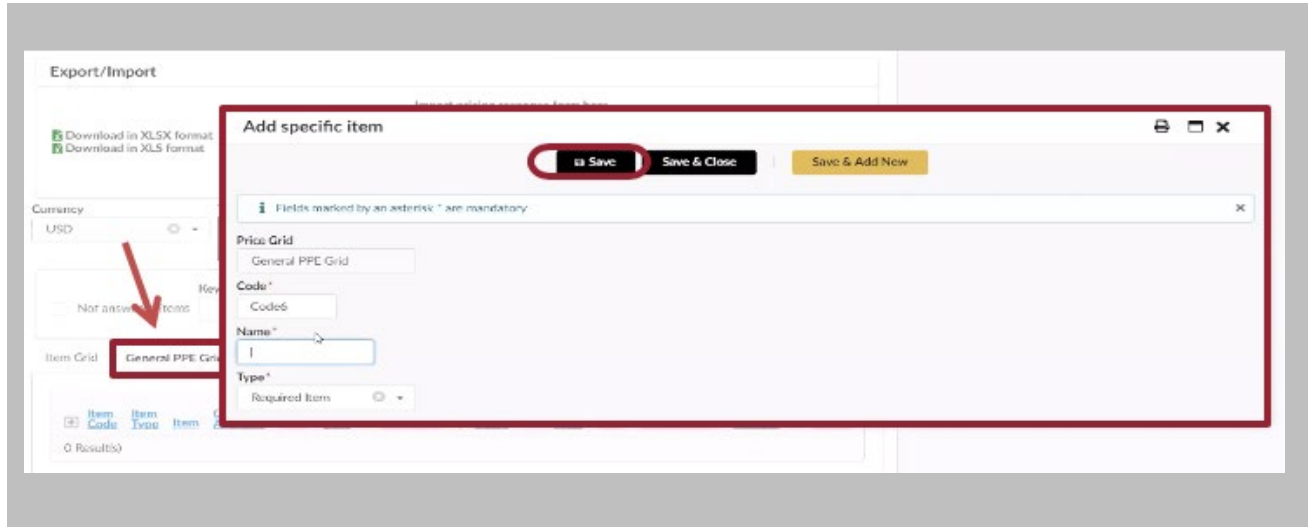 Export/Import
Download in XLSX format
Download in XLS format
Add specific item
Save
Save & Close
Save & Add New
Fields marked by an asterisk * are mandatory
Currency
USD
Price Grid
General PPE Grid
Code*
Code6
Name*
Type*
Required Item
Key
Not answ items
Item Grid
General PPE Gri
Item Code
Item Type
Item
0 Result(s)